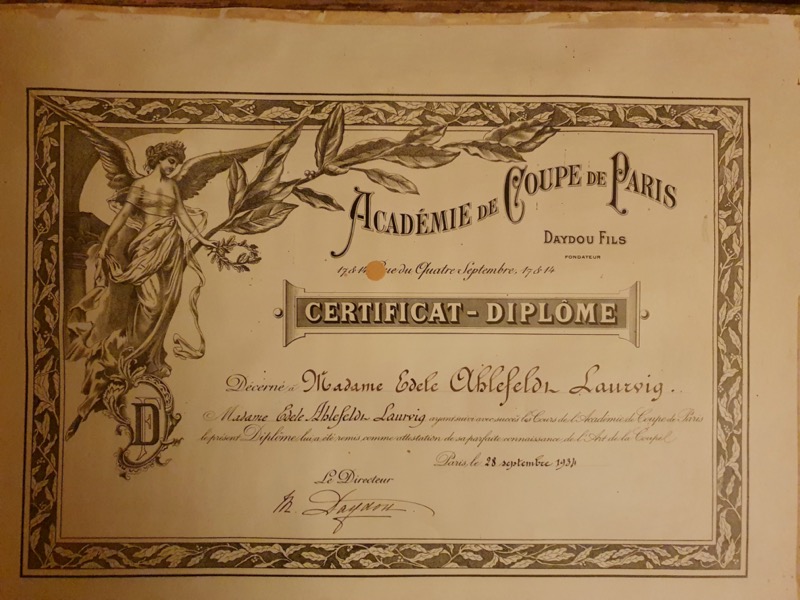 ACADÉMIE DE COUPE DE PARIS
DAYDOU FILS
FONDATEUR
Rue du Quatre Septembre, 17 & 14
CERTIFICAT-DIPLÔME
Décerné à Madame Edele Ahlefeldt Laurvig.
Madame Edele Ahlefeldt Laurvig ayant suivi avec succès les Cours de l'Académie de Coupe de Paris
le présent Diplôme lui a été remis comme attestation de sa parfaite connaissance de l'Art de la Coupe.
Paris, le 28 septembre 1934
Le Directeur
Daydou